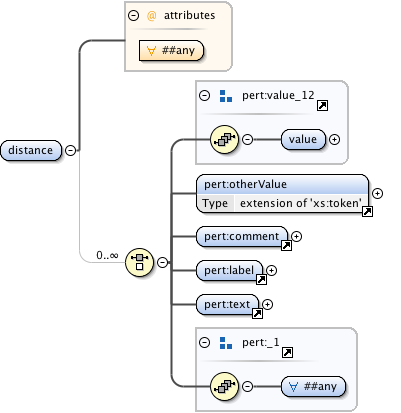 @ attributes
∀ ##any
pert:value_12
distance
value
pert:otherValue
Type extension of 'xs:token'
pert:comment
0..∞
pert:label
pert:text
pert:_1
∀ ##any